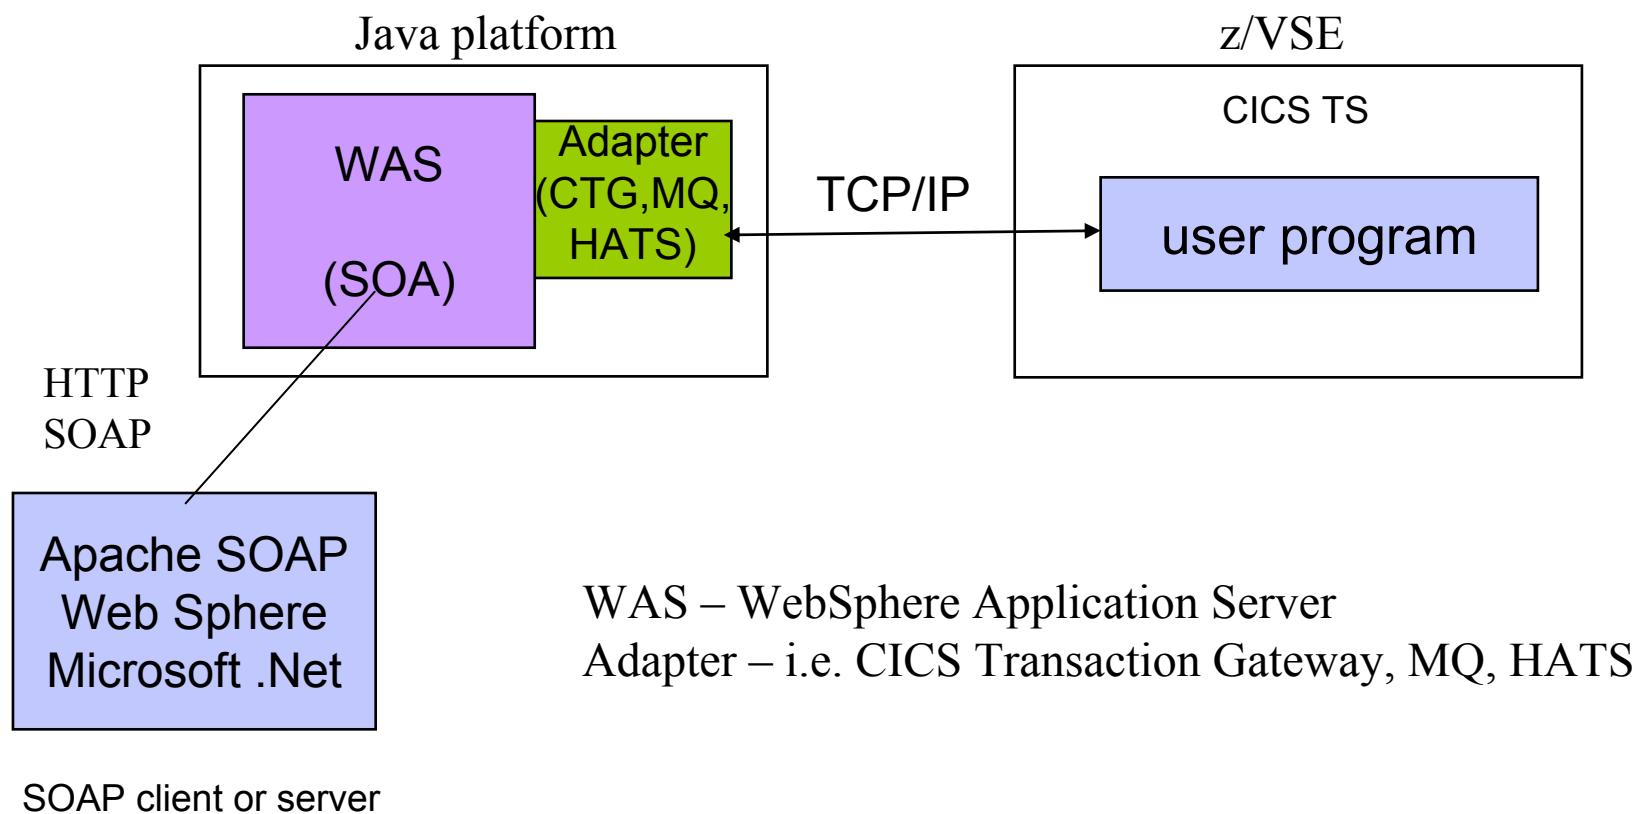 Java platform
z/VSE
WAS
(SOA)
Adapter
(CTG,MQ,
HATS)
TCP/IP
CICS TS
user program
HTTP
SOAP
Apache SOAP
Web Sphere
Microsoft .Net
WAS – WebSphere Application Server
Adapter – i.e. CICS Transaction Gateway, MQ, HATS
SOAP client or server